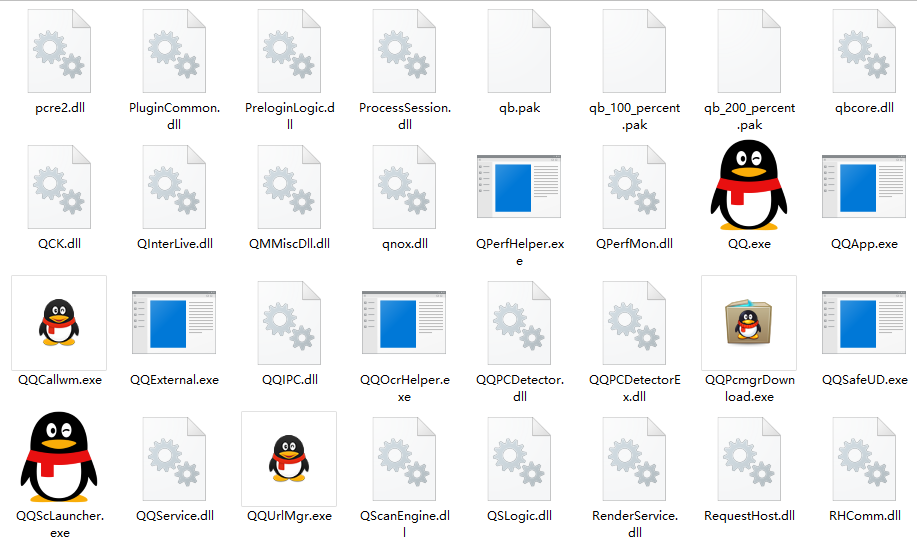 pcre2.dll
PluginCommon.
dll
PreloginLogic.d
ll
ProcessSession.
dll
qb.pak
qb_100_percent
.pak
qb_200_percent
.pak
qbcore.dll
QCK.dll
QInterLive.dll
QMMiscDll.dll
qnox.dll
QPerfHelper.ex
e
QPerfMon.dll
QQ.exe
QQApp.exe
QQCallwm.exe
QQExternal.exe
QQIPC.dll
QQOcrHelper.e
xe
QQPCDetector.
dll
QQPCDetectorE
x.dll
QQPcmgrDown
load.exe
QQSafeUD.exe
QQScLauncher.
exe
QQService.dll
QQUrlMgr.exe
QScanEngine.dl
l
QSLogic.dll
RenderService.
dll
RequestHost.dll
RHComm.dll